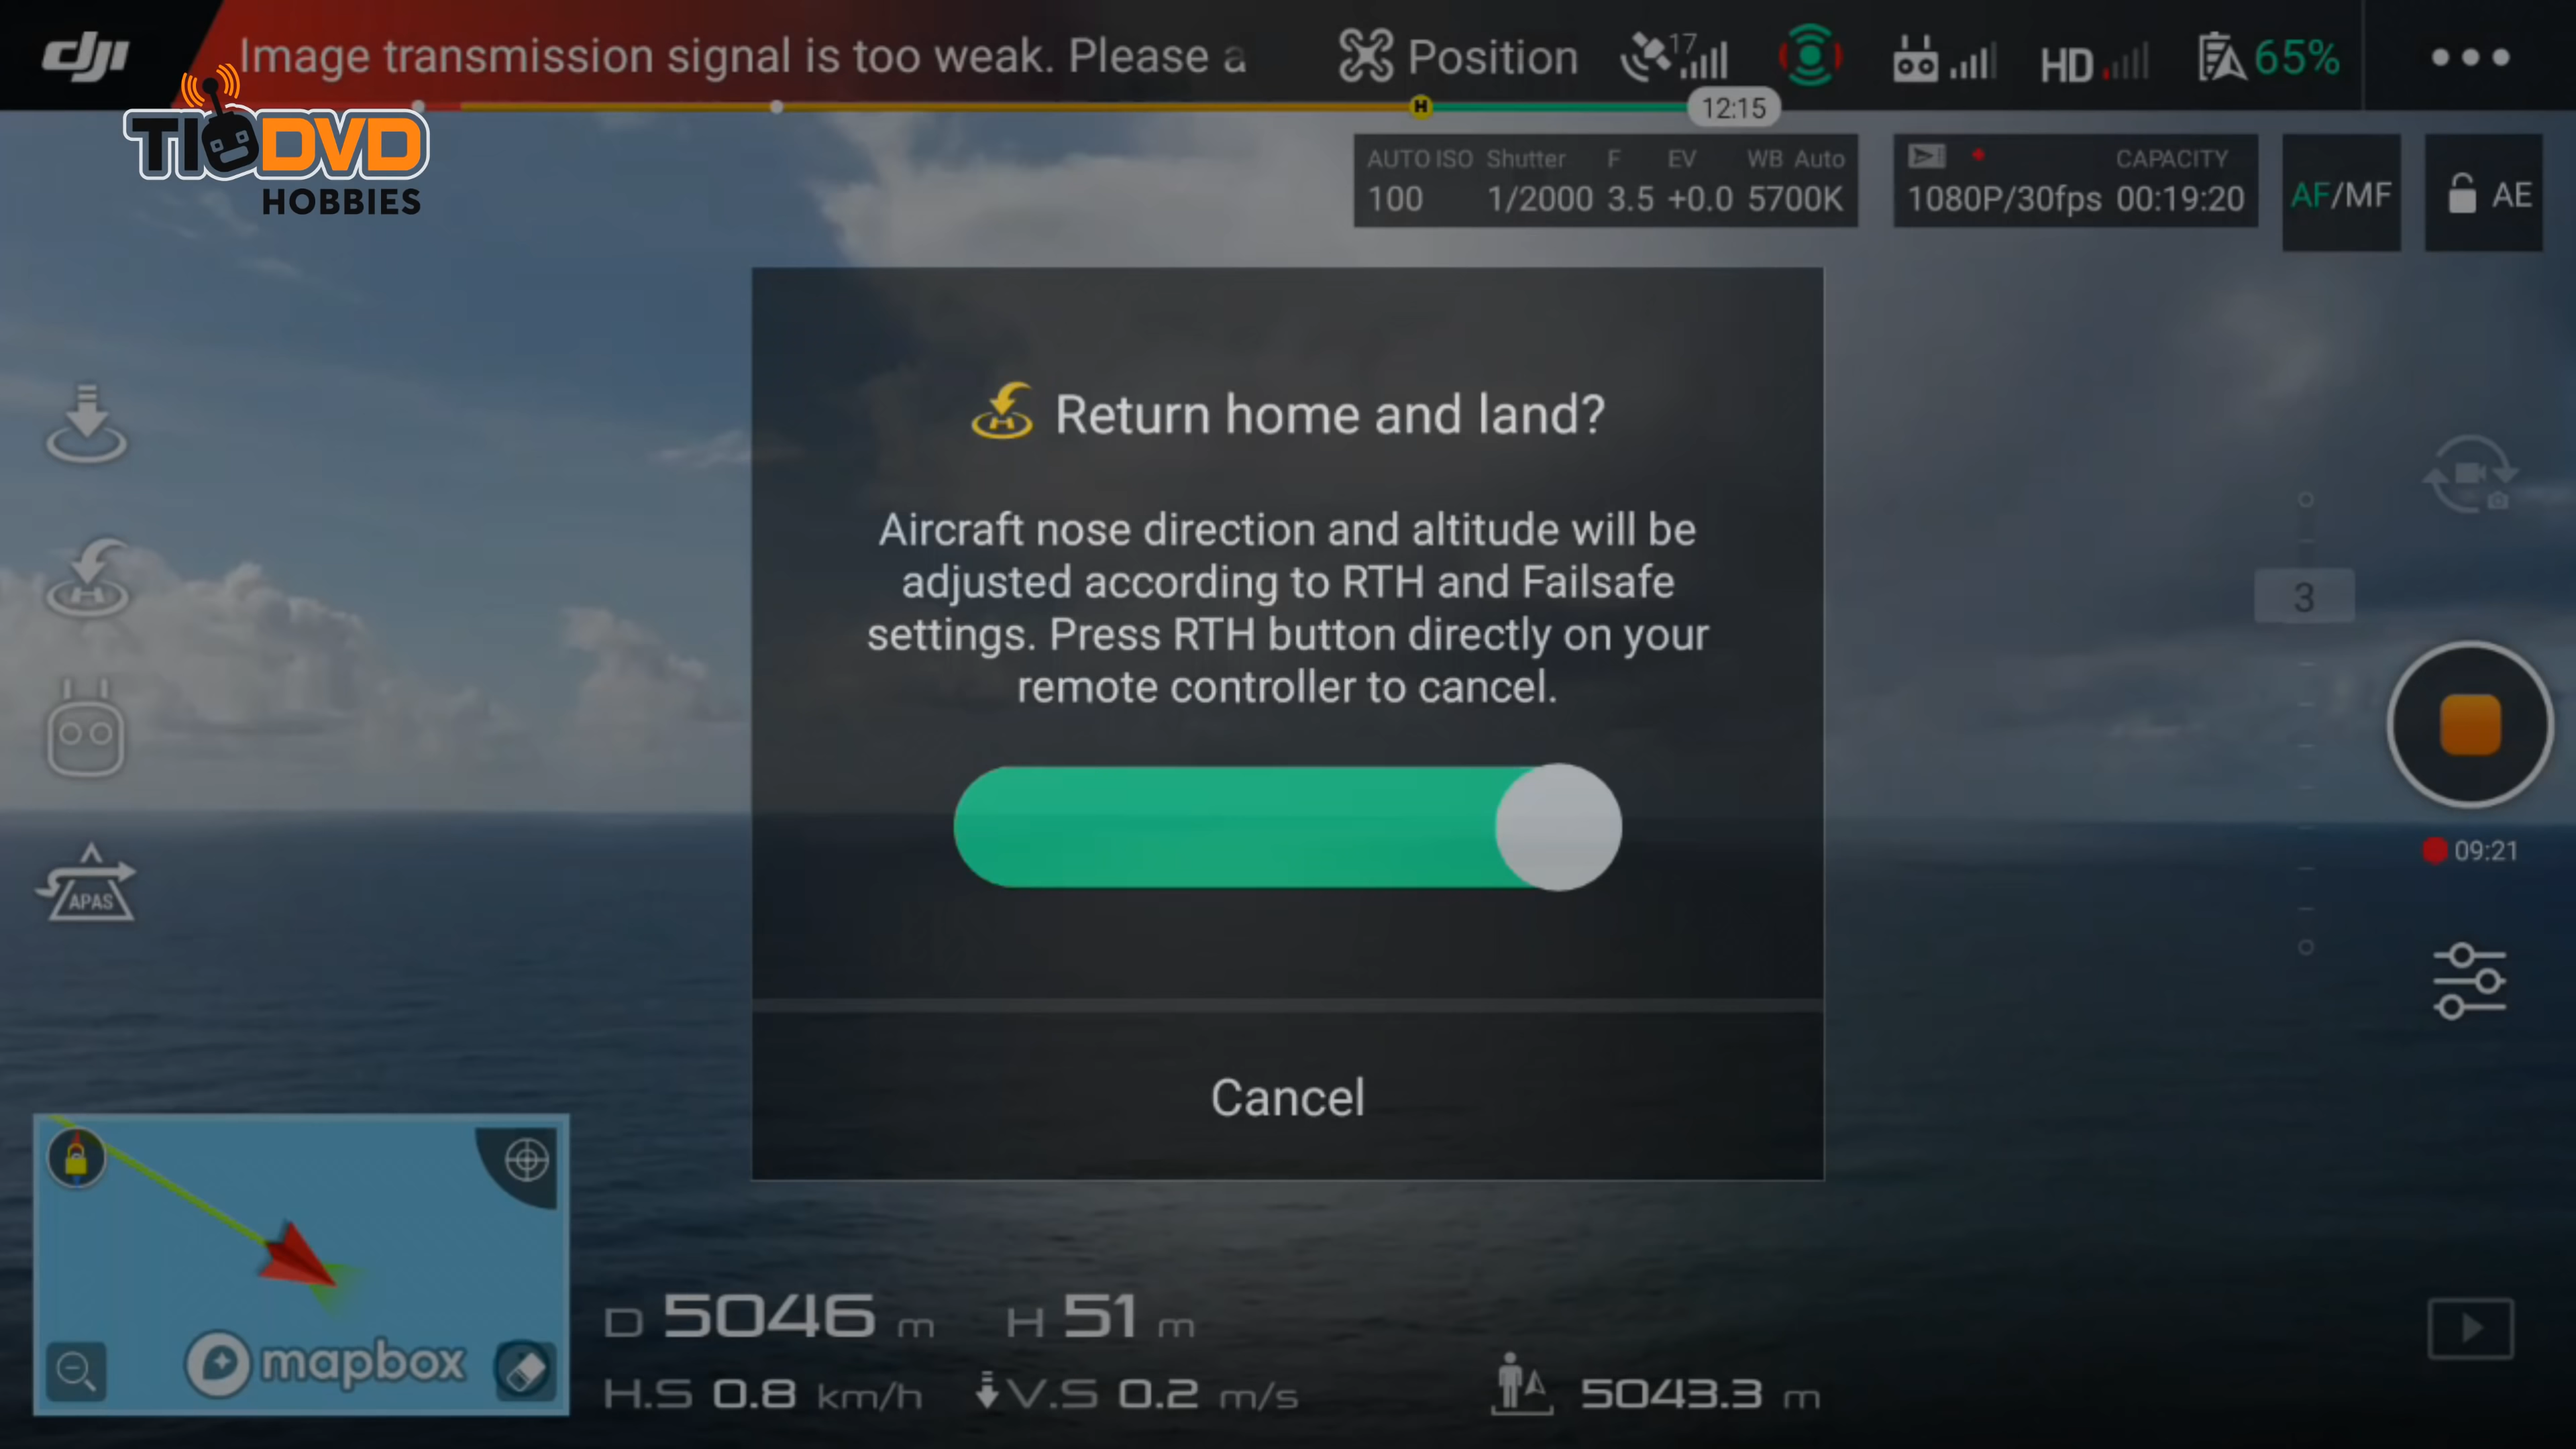 dji
Image transmission signal is too weak. Please a
Position
17
HD
65%
H
12:15
TIODVD
HOBBIES
AUTO ISO Shutter F EV WB Auto
100 1/2000 3.5 +0.0 5700K
CAPACITY
1080P/30fps 00:19:20
AF/MF
AE
Return home and land?
Aircraft nose direction and altitude will be
adjusted according to RTH and Failsafe
settings. Press RTH button directly on your
remote controller to cancel.
3
09:21
APAS
Cancel
mapbox
D 5046 m H 51 m
H.S 0.8 km/h V.S 0.2 m/s
5043.3 m